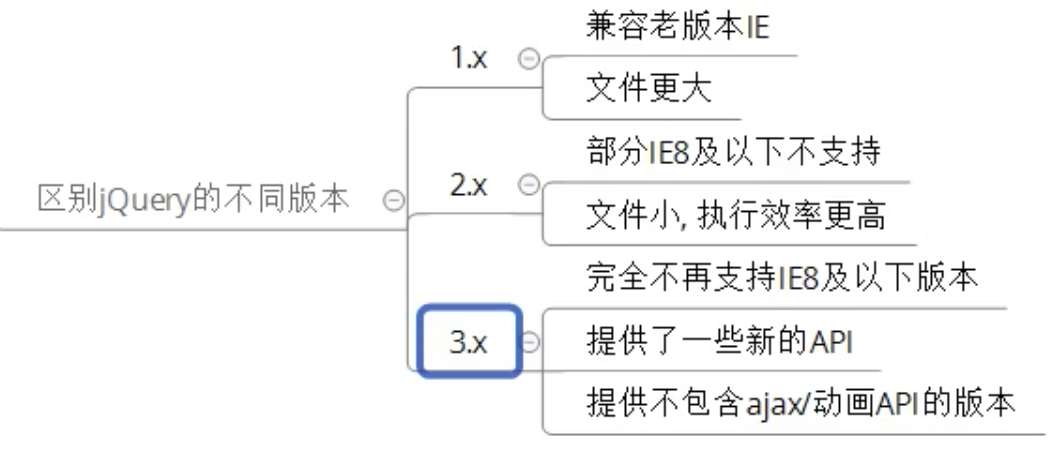 区别jQuery的不同版本
1.x
兼容老版本IE
文件更大
2.x
部分IE8及以下不支持
文件小, 执行效率更高
3.x
完全不再支持IE8及以下版本
提供了一些新的API
提供不包含ajax/动画API的版本